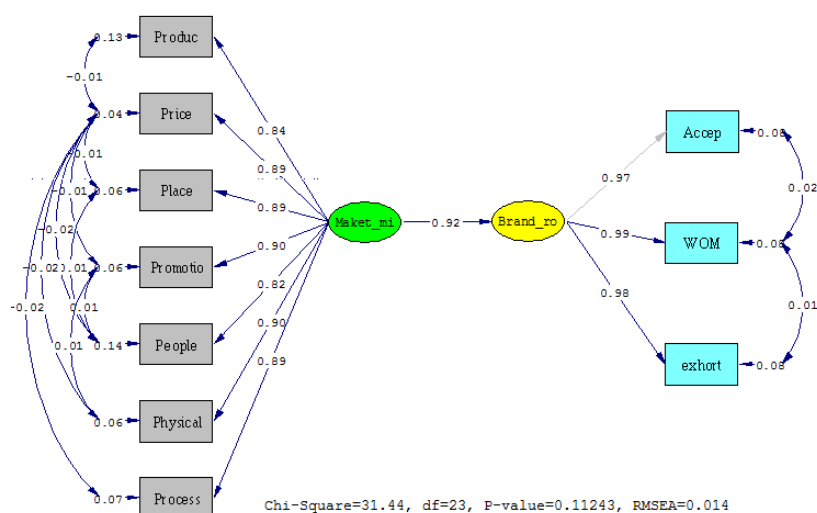 0.13
Produc
-0.01
0.84
0.04
Price
Accep
0.08
-0.01
0.89
0.97
-0.01
0.06
Place
0.89
0.02
-0.02
Maket_mi
0.92
Brand_ro
0.99
WOM
0.90
-0.02
0.01
0.06
Promotio
0.82
0.98
-0.02
0.01
0.90
0.01
0.01
0.14
People
0.89
exhort
0.08
0.06
Physical
0.07
Process
Chi-Square=31.44, df=23, P-value=0.11243, RMSEA=0.014